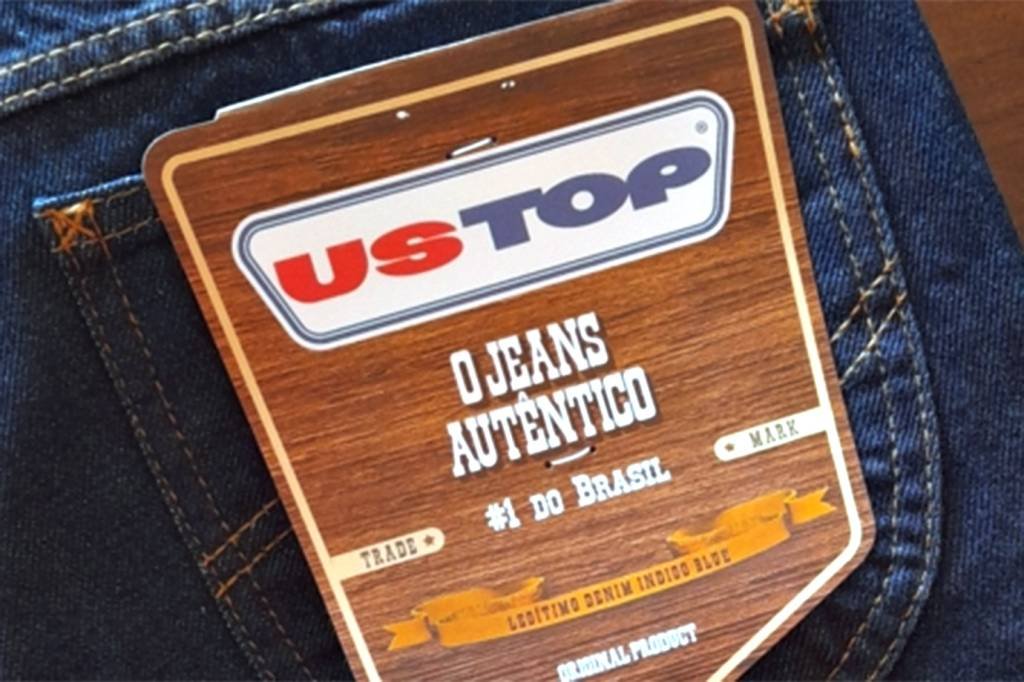 USTOP®
O JEANS
AUTÊNTICO
#1 DO BRASIL
MARK
TRADE
LEGÍTIMO DENIM INDIGO BLUE
ORIGINAL PRODUCT